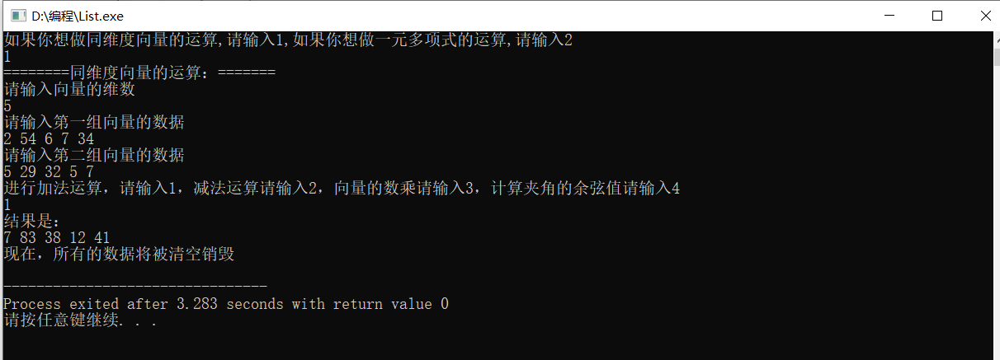 D:\编程\List.exe
如果你想做同维度向量的运算,请输入1,如果你想做一元多项式的运算,请输入2
1
========同维度向量的运算：=======
请输入向量的维数
5
请输入第一组向量的数据
2 54 6 7 34
请输入第二组向量的数据
5 29 32 5 7
进行加法运算，请输入1，减法运算请输入2，向量的数乘请输入3，计算夹角的余弦值请输入4
1
结果是：
7 83 38 12 41
现在，所有的数据将被清空销毁
--------------------------------
Process exited after 3.283 seconds with return value 0
请按任意键继续. . .